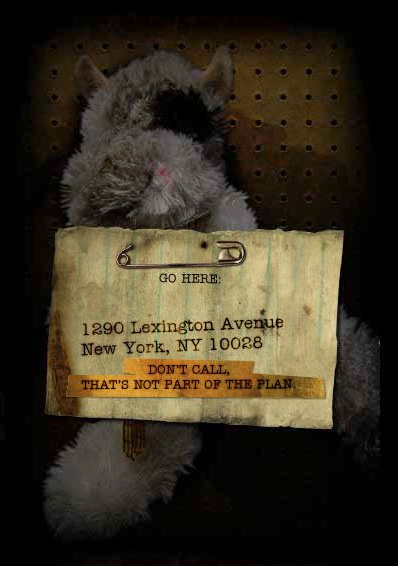 GO HERE:
1290 Lexington Avenue
New York, NY 10028
DON'T CALL,
THAT'S NOT PART OF THE PLAN.